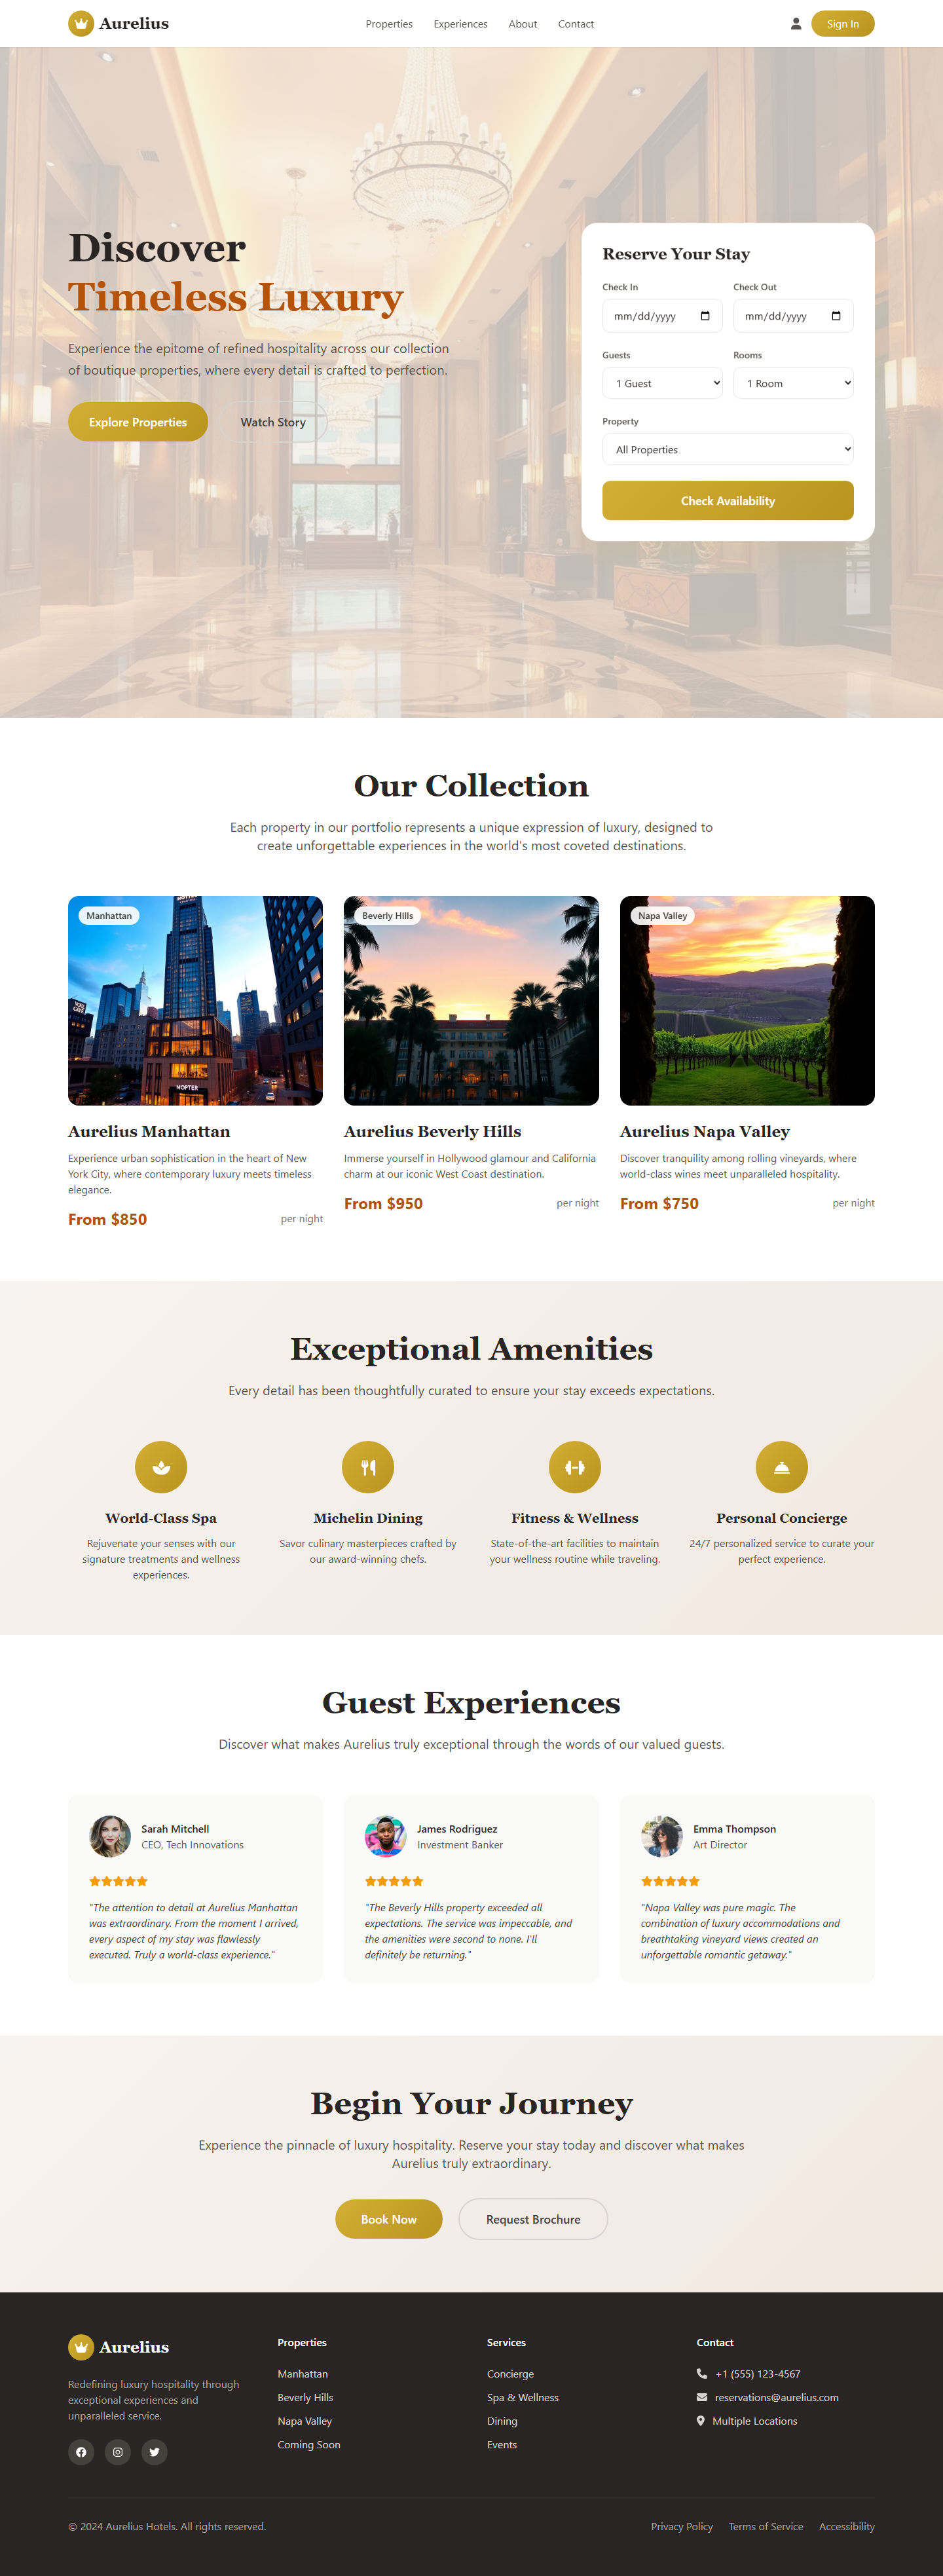 Aurelius
Properties
Experiences
About
Contact
Sign In
Discover
Timeless Luxury
Experience the epitome of refined hospitality across our collection
of boutique properties, where every detail is crafted to perfection.
Explore Properties
Watch Story
Reserve Your Stay
Check In
Check Out
mm/dd/yyyy
mm/dd/yyyy
Guests
Rooms
1 Guest
1 Room
Property
All Properties
Check Availability
Our Collection
Each property in our portfolio represents a unique expression of luxury, designed to
create unforgettable experiences in the world's most coveted destinations.
Manhattan
MOPTER
Aurelius Manhattan
Experience urban sophistication in the heart of New
York City, where contemporary luxury meets timeless
elegance.
From $850
per night
Beverly Hills
Aurelius Beverly Hills
Immerse yourself in Hollywood glamour and California
charm at our iconic West Coast destination.
From $950
per night
Napa Valley
Aurelius Napa Valley
Discover tranquility among rolling vineyards, where
world-class wines meet unparalleled hospitality.
From $750
per night
Exceptional Amenities
Every detail has been thoughtfully curated to ensure your stay exceeds expectations.
World-Class Spa
Rejuvenate your senses with our
signature treatments and wellness
experiences.
Michelin Dining
Savor culinary masterpieces crafted by
our award-winning chefs.
Fitness & Wellness
State-of-the-art facilities to maintain
your wellness routine while traveling.
Personal Concierge
24/7 personalized service to curate your
perfect experience.
Guest Experiences
Discover what makes Aurelius truly exceptional through the words of our valued guests.
Sarah Mitchell
CEO, Tech Innovations
"The attention to detail at Aurelius Manhattan
was extraordinary. From the moment I arrived,
every aspect of my stay was flawlessly
executed. Truly a world-class experience."
James Rodriguez
Investment Banker
"The Beverly Hills property exceeded all
expectations. The service was impeccable, and
the amenities were second to none. I'll
definitely be returning."
Emma Thompson
Art Director
"Napa Valley was pure magic. The
combination of luxury accommodations and
breathtaking vineyard views created an
unforgettable romantic getaway."
Begin Your Journey
Experience the pinnacle of luxury hospitality. Reserve your stay today and discover what makes
Aurelius truly extraordinary.
Book Now
Request Brochure
Aurelius
Redefining luxury hospitality through
exceptional experiences and
unparalleled service.
Properties
Manhattan
Beverly Hills
Napa Valley
Coming Soon
Services
Concierge
Spa & Wellness
Dining
Events
Contact
+1 (555) 123-4567
reservations@aurelius.com
Multiple Locations
© 2024 Aurelius Hotels. All rights reserved.
Privacy Policy
Terms of Service
Accessibility